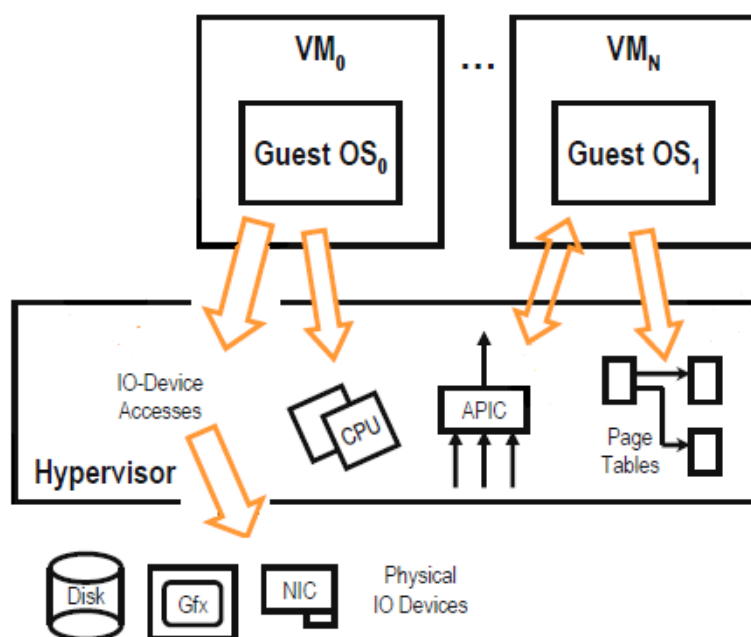 VM₀
...
VM_N
Guest OS₀
Guest OS₁
IO-Device
Accesses
CPU
APIC
Page
Tables
Hypervisor
Disk
Gfx
NIC
Physical
IO Devices